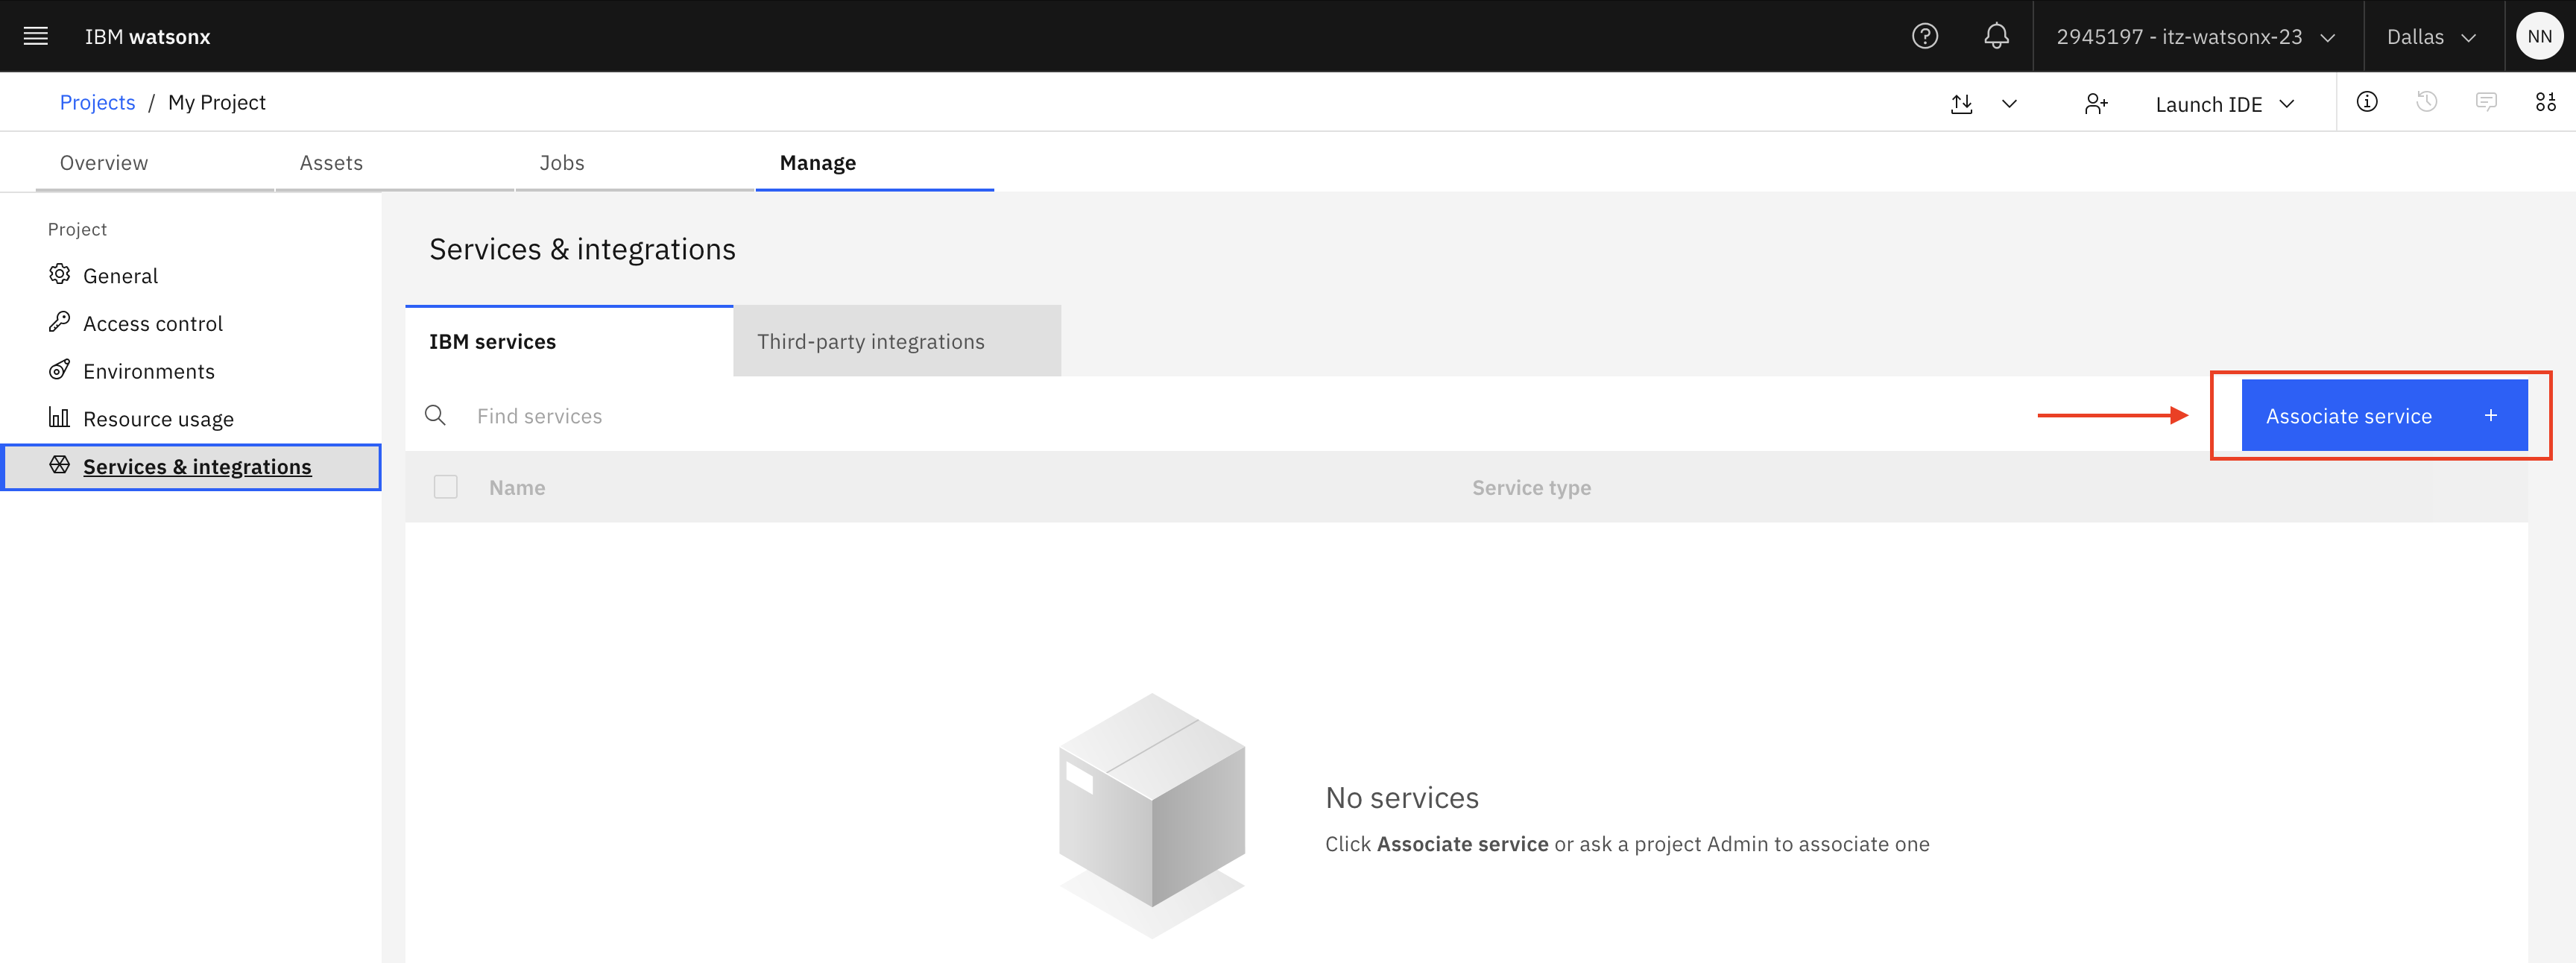 IBM watsonx
2945197 - itz-watsonx-23
Dallas
NN
Projects / My Project
Launch IDE
Overview
Assets
Jobs
Manage
Project
General
Access control
Environments
Resource usage
Services & integrations
Services & integrations
IBM services
Third-party integrations
Find services
Associate service +
Name
Service type
No services
Click Associate service or ask a project Admin to associate one